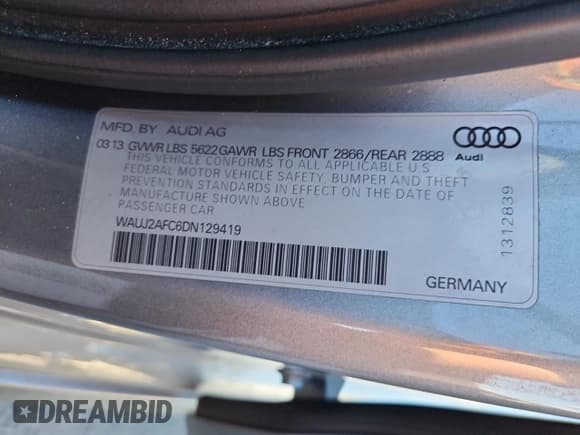 MFD. BY AUDI AG
0313 GVWR LBS 5622 GAWR LBS FRONT 2866/REAR 2888
THIS VEHICLE CONFORMS TO ALL APPLICABLE U S
FEDERAL MOTOR VEHICLE SAFETY, BUMPER AND THEFT
PREVENTION STANDARDS IN EFFECT ON THE DATE OF
MANUFACTURE SHOWN ABOVE
PASSENGER CAR
WAUJ2AFC6DN129419
Audi
1312839
GERMANY
DREAMBID